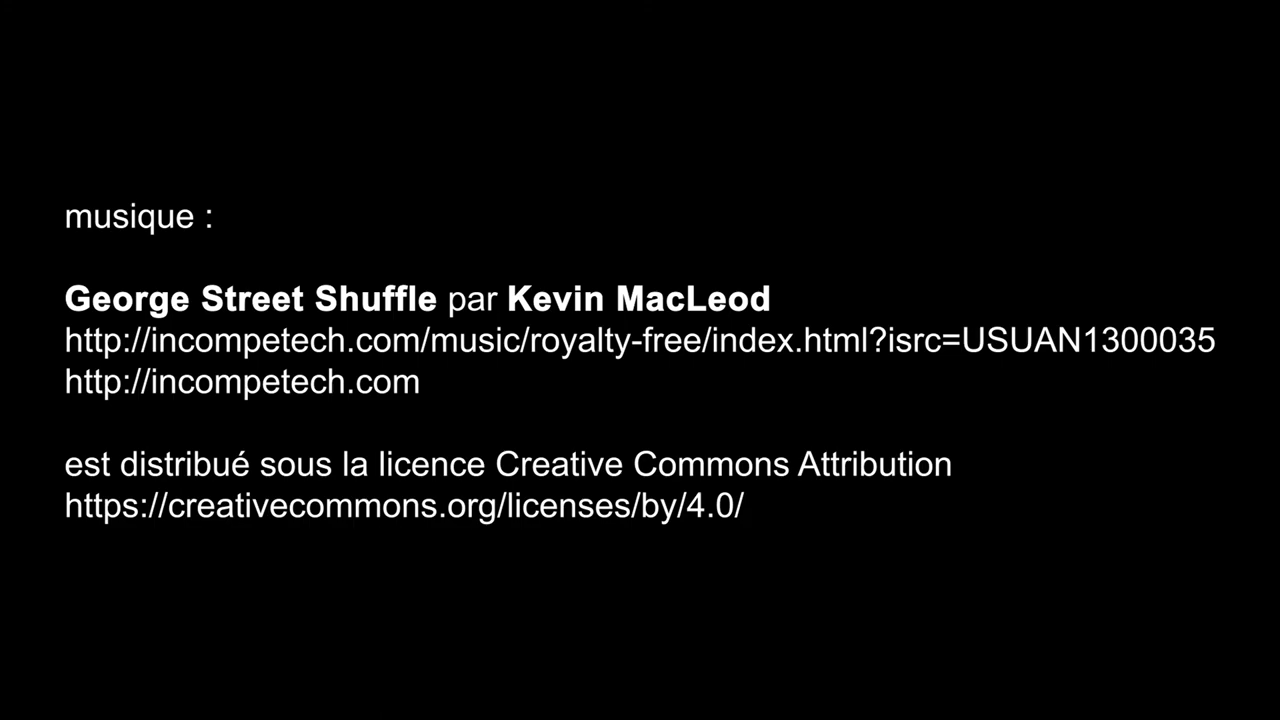 musique :
George Street Shuffle par Kevin MacLeod
http://incompetech.com/music/royalty-free/index.html?isrc=USUAN1300035
http://incompetech.com
est distribué sous la licence Creative Commons Attribution
https://creativecommons.org/licenses/by/4.0/